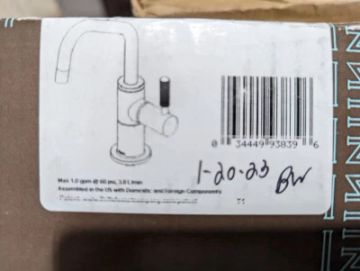 0 34449 93839 6
1-20-23 BW
Max 1.0 gpm @ 60 psi, 3.8 L/min
Assembled in the US with Domestic and Foreign Components